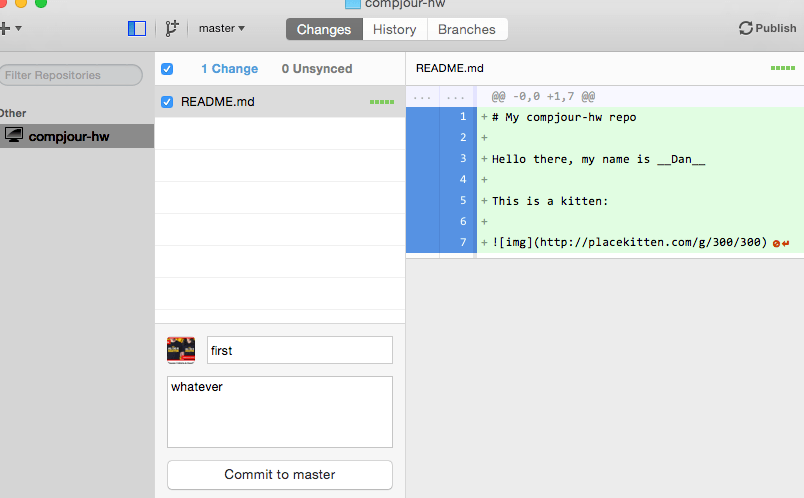 compjour-hw
master
Changes
History
Branches
Publish
Filter Repositories
Other
compjour-hw
1 Change
0 Unsynced
README.md
first
whatever
Commit to master
README.md
... ... @@ -0,0 +1,7 @@
1 +# My compjour-hw repo
2 +
3 +Hello there, my name is __Dan__
4 +
5 +This is a kitten:
6 +
7 +![img](http://placekitten.com/g/300/300)